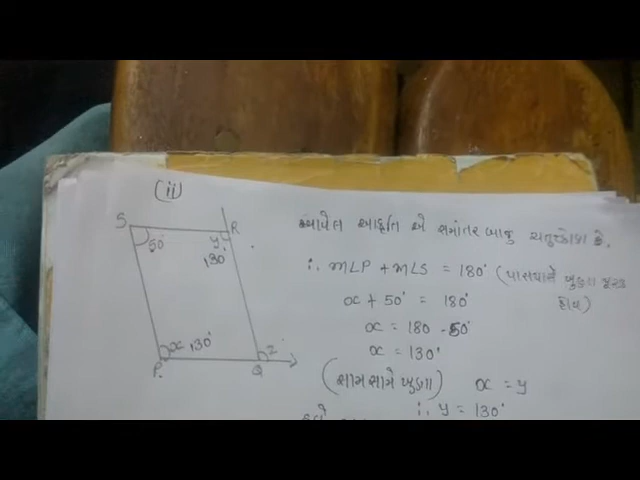 (ii)
S
50°
y
R
130°
x 130°
P
Q
z
આપેલ આકૃતિ એ સમાંતર બાજુ ચતુષ્કોણ છે.
∴ m∠P + m∠S = 180° (પાસપાસેના ખૂણા પૂરક
હોય)
x + 50° = 180°
x = 180 - 50°
x = 130°
(સામસામે ખૂણા) x = y
∴ y = 130°